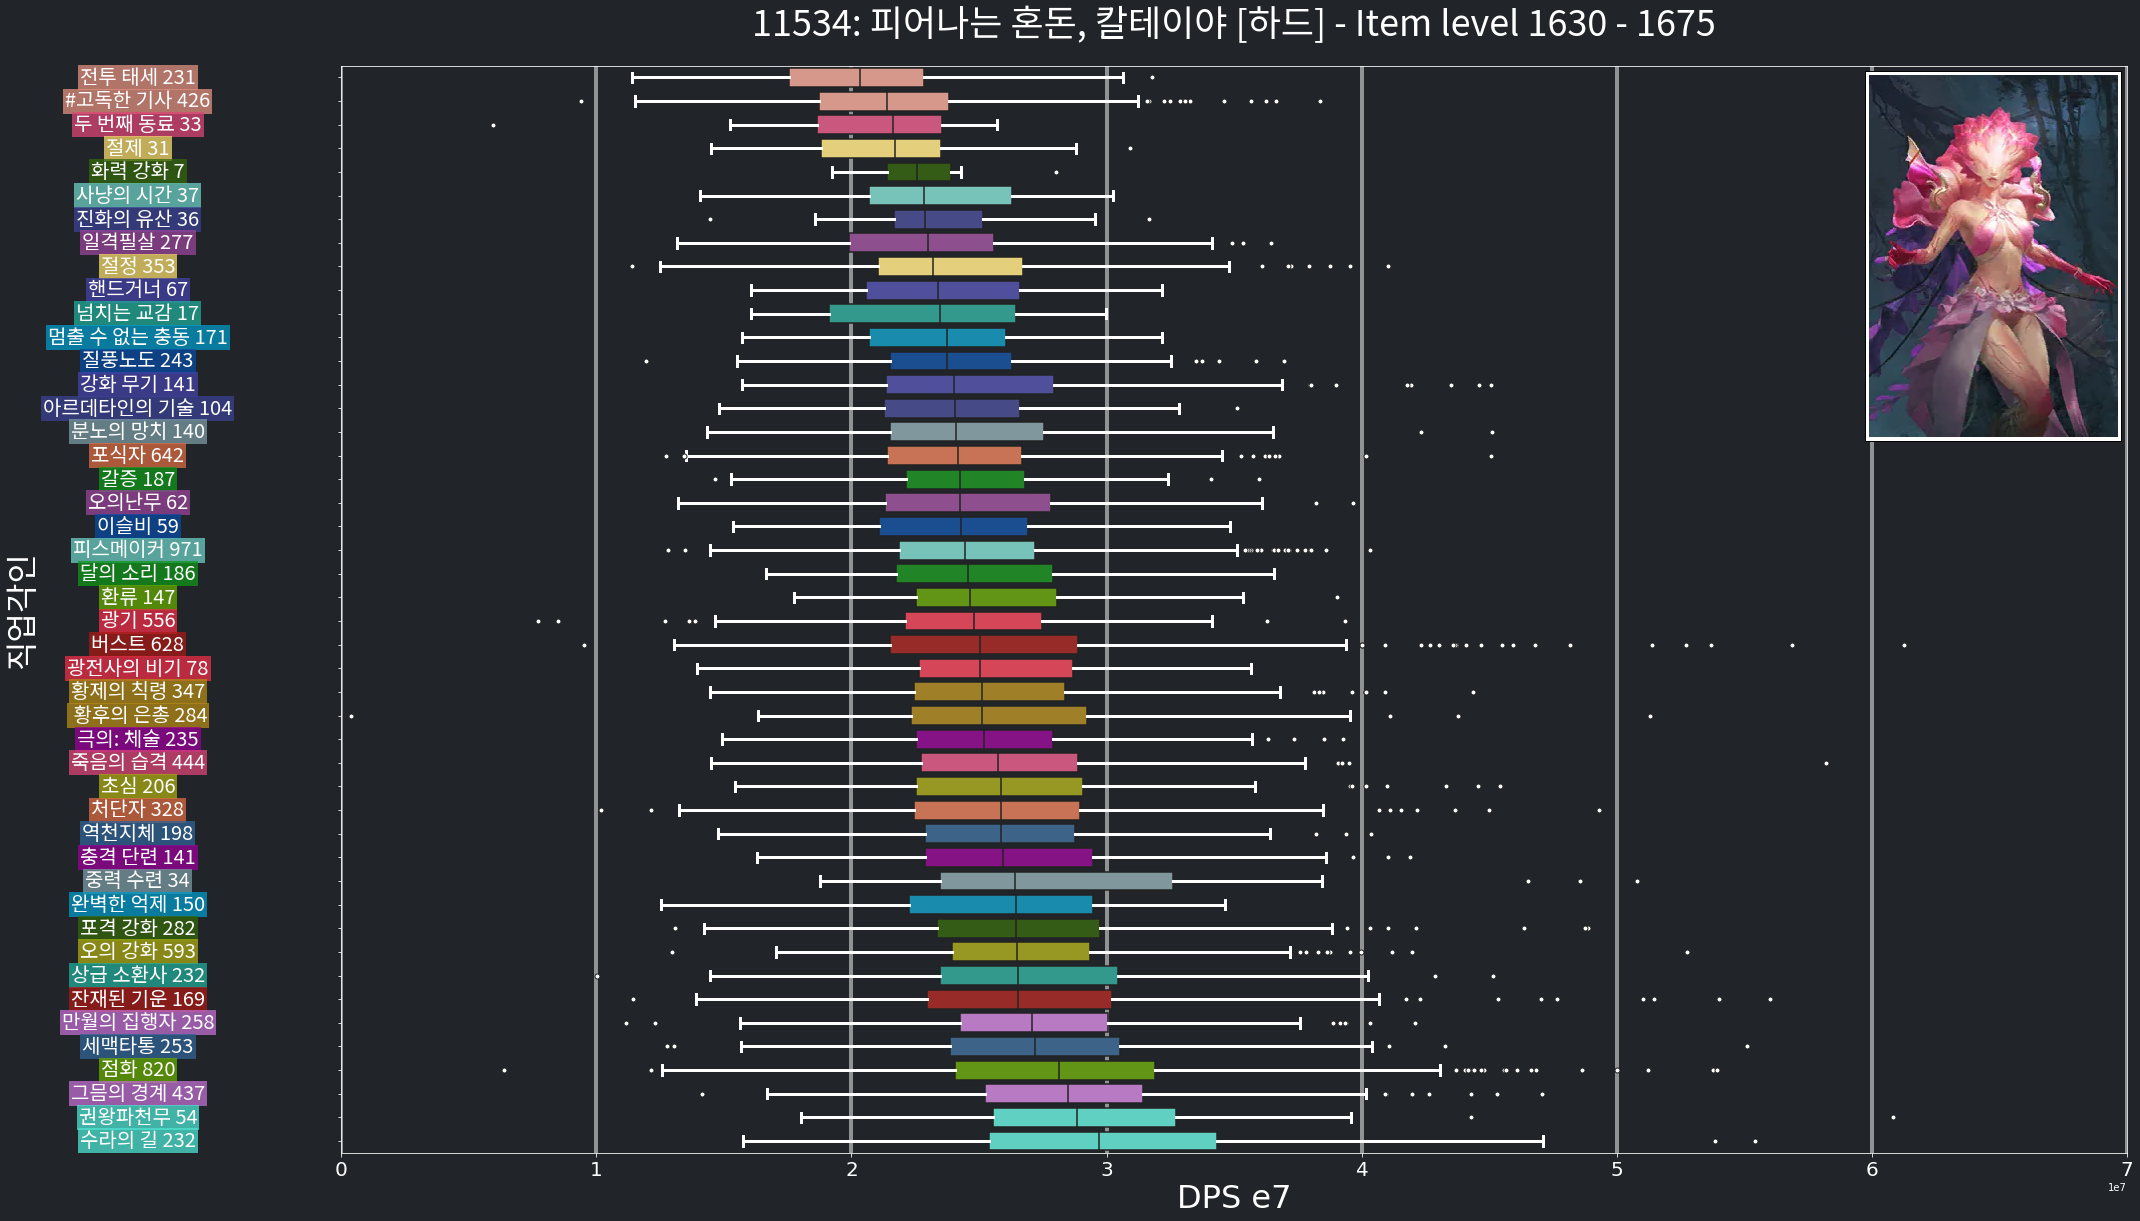 11534: 피어나는 혼돈, 칼테이야 [하드] - Item level 1630 - 1675
직업각인
전투 태세 231
#고독한 기사 426
두 번째 동료 33
절제 31
화력 강화 7
사냥의 시간 37
진화의 유산 36
일격필살 277
절정 353
핸드거너 67
넘치는 교감 17
멈출 수 없는 충동 171
질풍노도 243
강화 무기 141
아르데타인의 기술 104
분노의 망치 140
포식자 642
갈증 187
오의난무 62
이슬비 59
피스메이커 971
달의 소리 186
환류 147
광기 556
버스트 628
광전사의 비기 78
황제의 칙령 347
황후의 은총 284
극의: 체술 235
죽음의 습격 444
초심 206
처단자 328
역천지체 198
충격 단련 141
중력 수련 34
완벽한 억제 150
포격 강화 282
오의 강화 593
상급 소환사 232
잔재된 기운 169
만월의 집행자 258
세맥타통 253
점화 820
그믐의 경계 437
권왕파천무 54
수라의 길 232
0 1 2 3 4 5 6 7
1e7
DPS e7